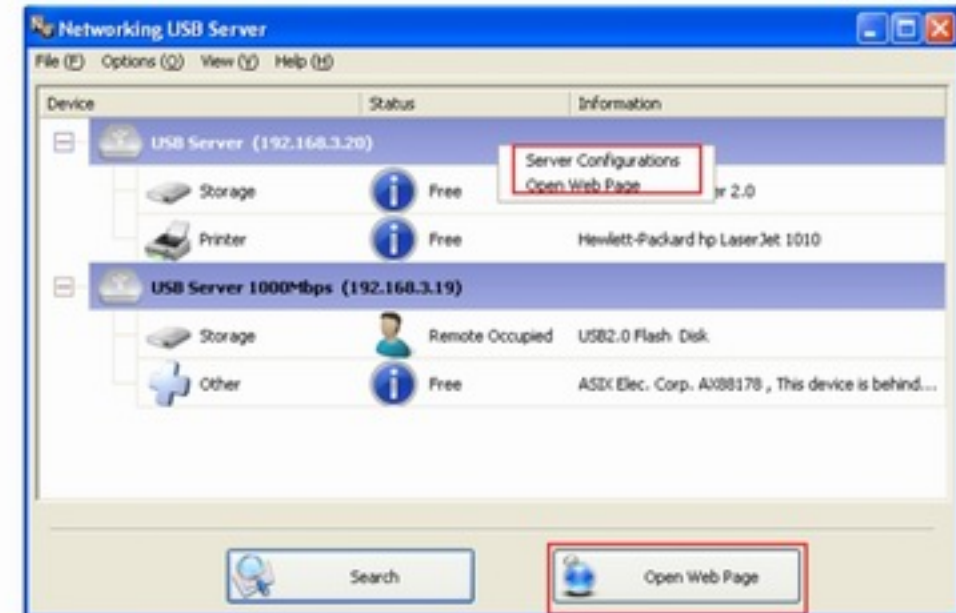 Networking USB Server
File (F) Options (O) View (Y) Help (H)
Device Status Information
USB Server (192.168.3.20)
Server Configurations
Open Web Page
Storage Free er 2.0
Printer Free Hewlett-Packard hp LaserJet 1010
USB Server 1000Mbps (192.168.3.19)
Storage Remote Occupied USB2.0 Flash Disk
Other Free ASIX Elec. Corp. AX88178 , This device is behind...
Search Open Web Page